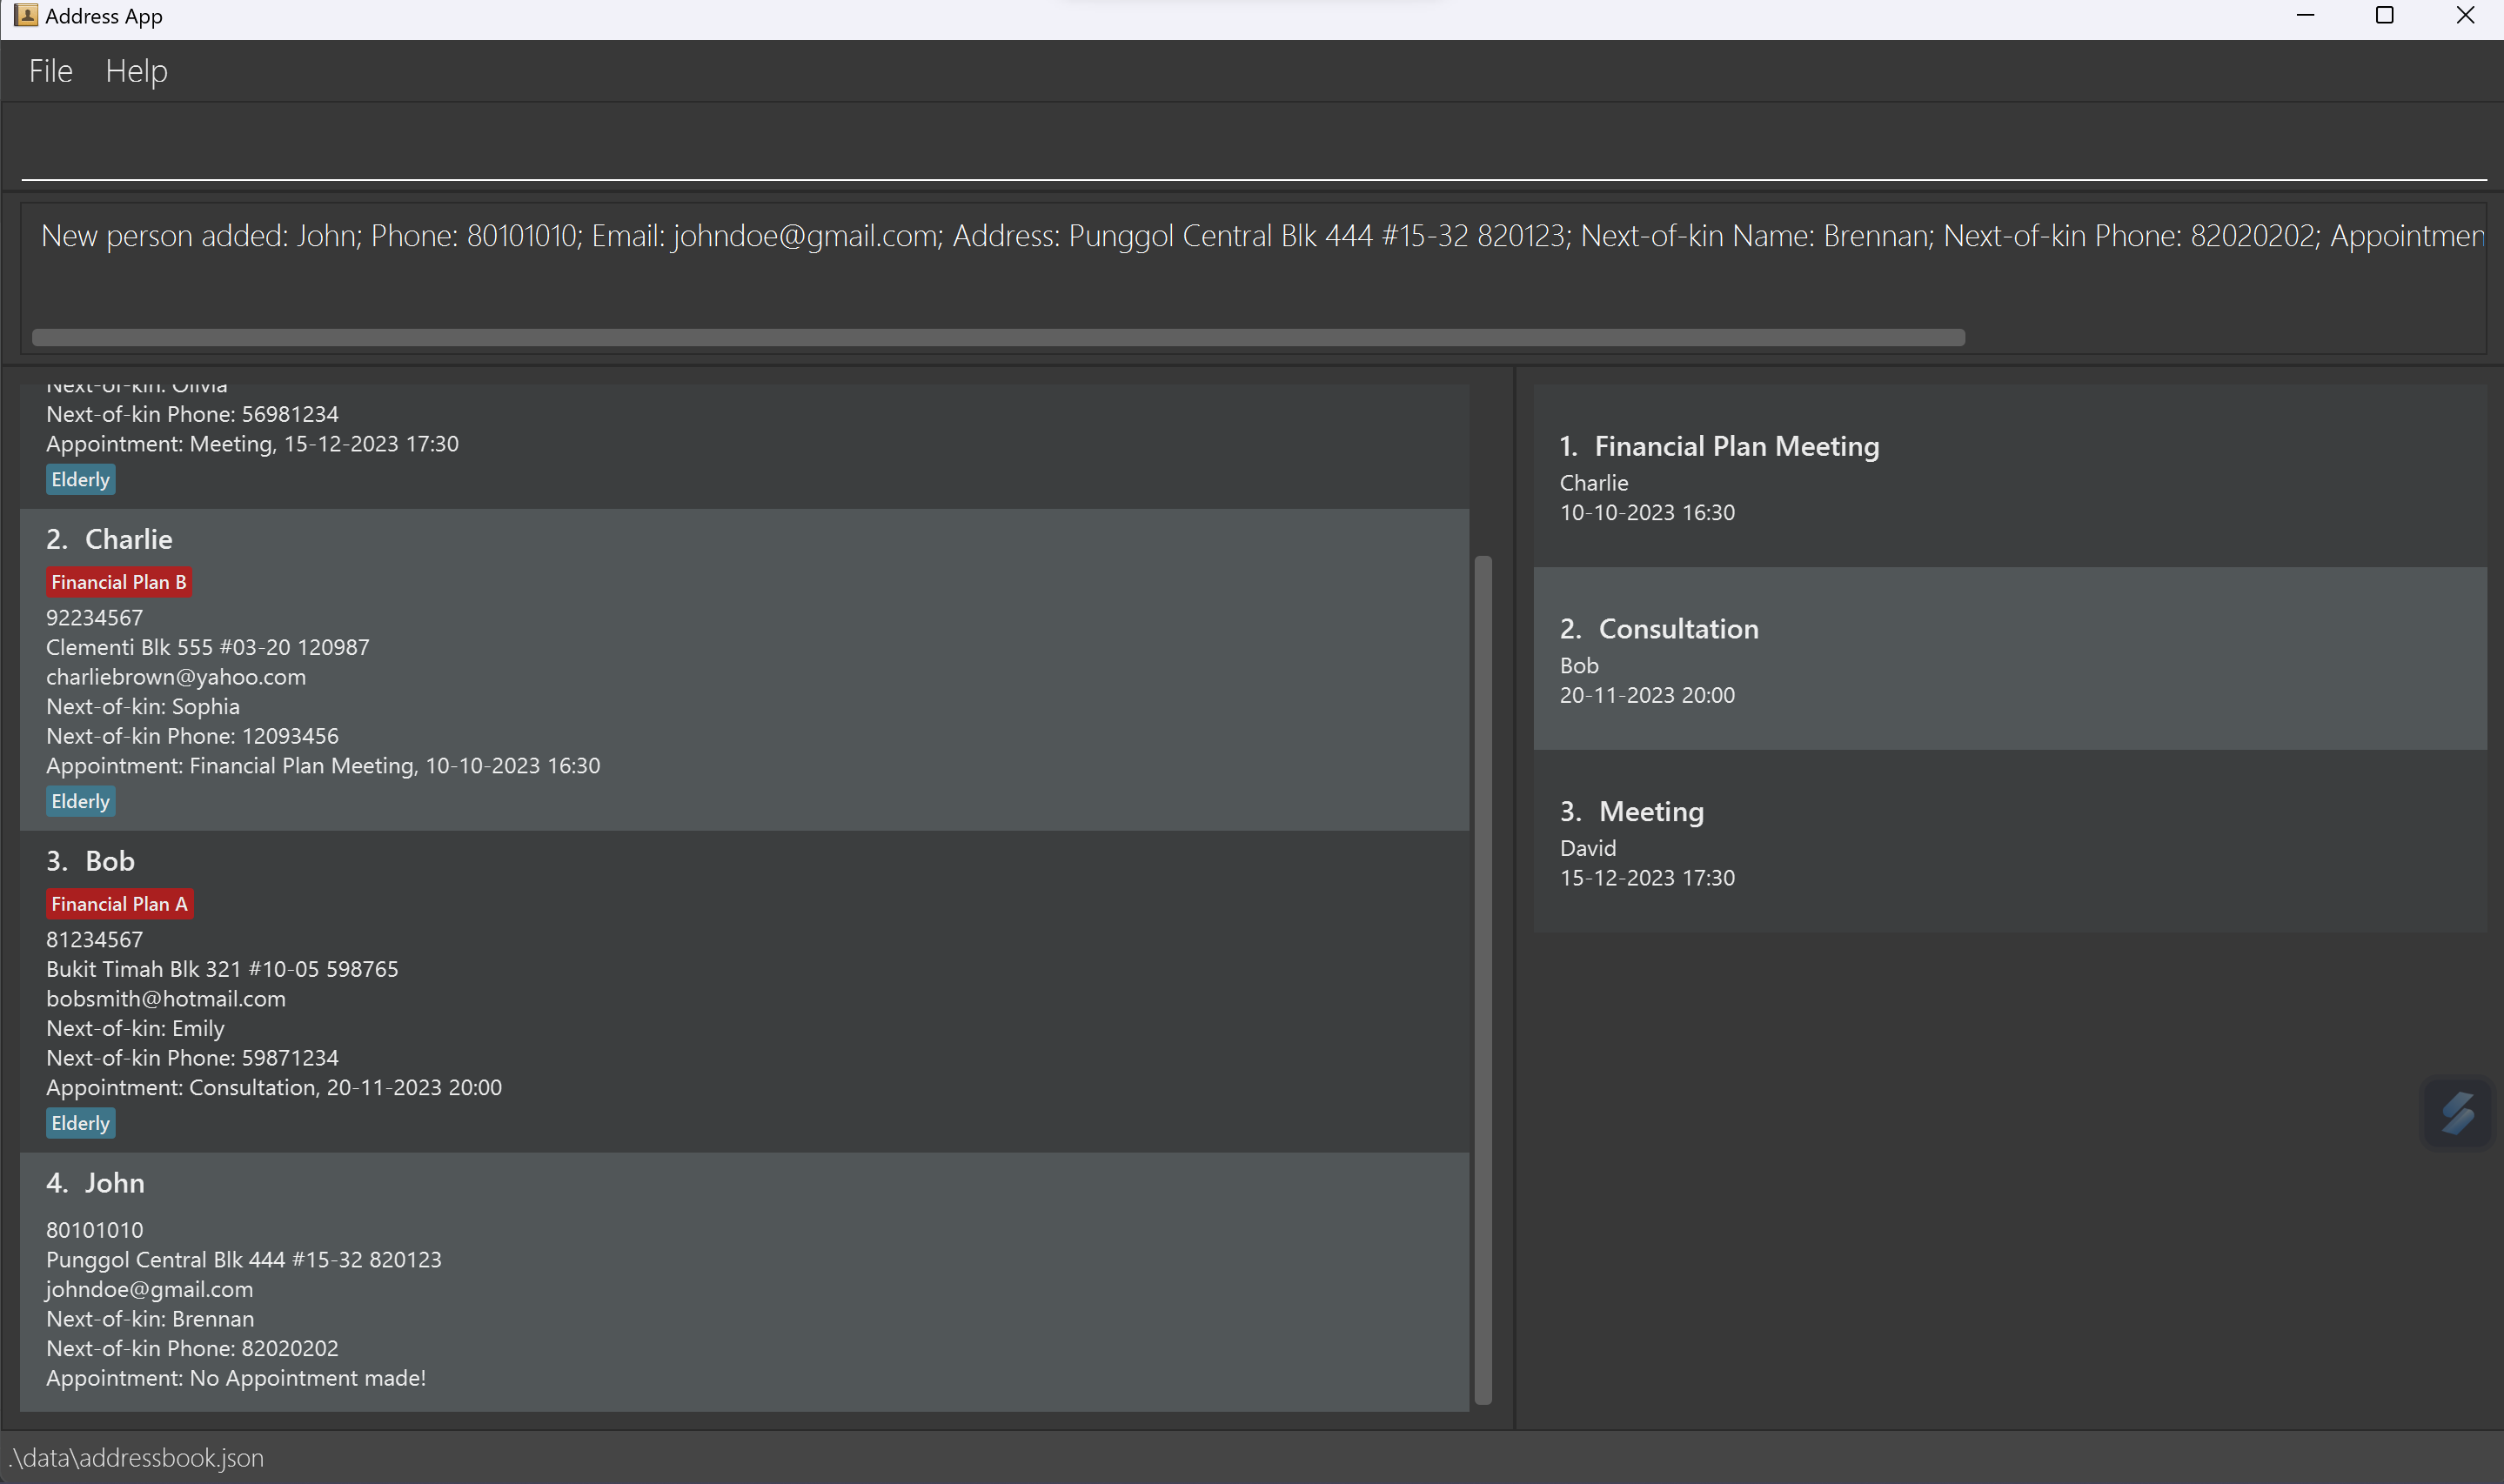 Address App
File Help
New person added: John; Phone: 80101010; Email: johndoe@gmail.com; Address: Punggol Central Blk 444 #15-32 820123; Next-of-kin Name: Brennan; Next-of-kin Phone: 82020202; Appointmen
Next-of-kin: Olivia
Next-of-kin Phone: 56981234
Appointment: Meeting, 15-12-2023 17:30
Elderly
2. Charlie
Financial Plan B
92234567
Clementi Blk 555 #03-20 120987
charliebrown@yahoo.com
Next-of-kin: Sophia
Next-of-kin Phone: 12093456
Appointment: Financial Plan Meeting, 10-10-2023 16:30
Elderly
3. Bob
Financial Plan A
81234567
Bukit Timah Blk 321 #10-05 598765
bobsmith@hotmail.com
Next-of-kin: Emily
Next-of-kin Phone: 59871234
Appointment: Consultation, 20-11-2023 20:00
Elderly
4. John
80101010
Punggol Central Blk 444 #15-32 820123
johndoe@gmail.com
Next-of-kin: Brennan
Next-of-kin Phone: 82020202
Appointment: No Appointment made!
1. Financial Plan Meeting
Charlie
10-10-2023 16:30
2. Consultation
Bob
20-11-2023 20:00
3. Meeting
David
15-12-2023 17:30
.\data\addressbook.json